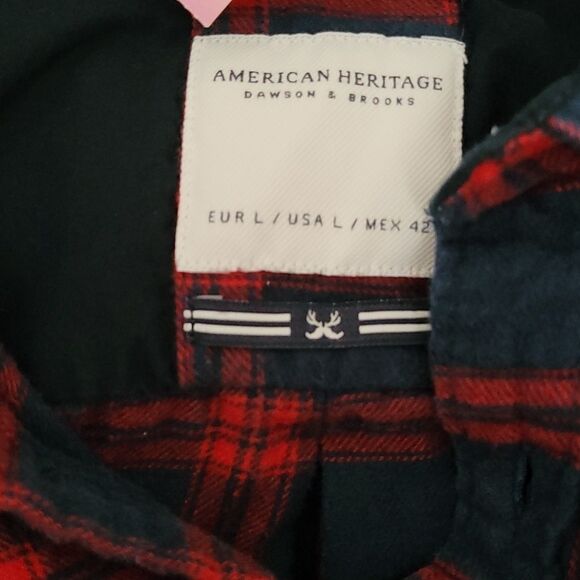 AMERICAN HERITAGE
DAWSON & BROOKS
EUR L / USA L / MEX 42